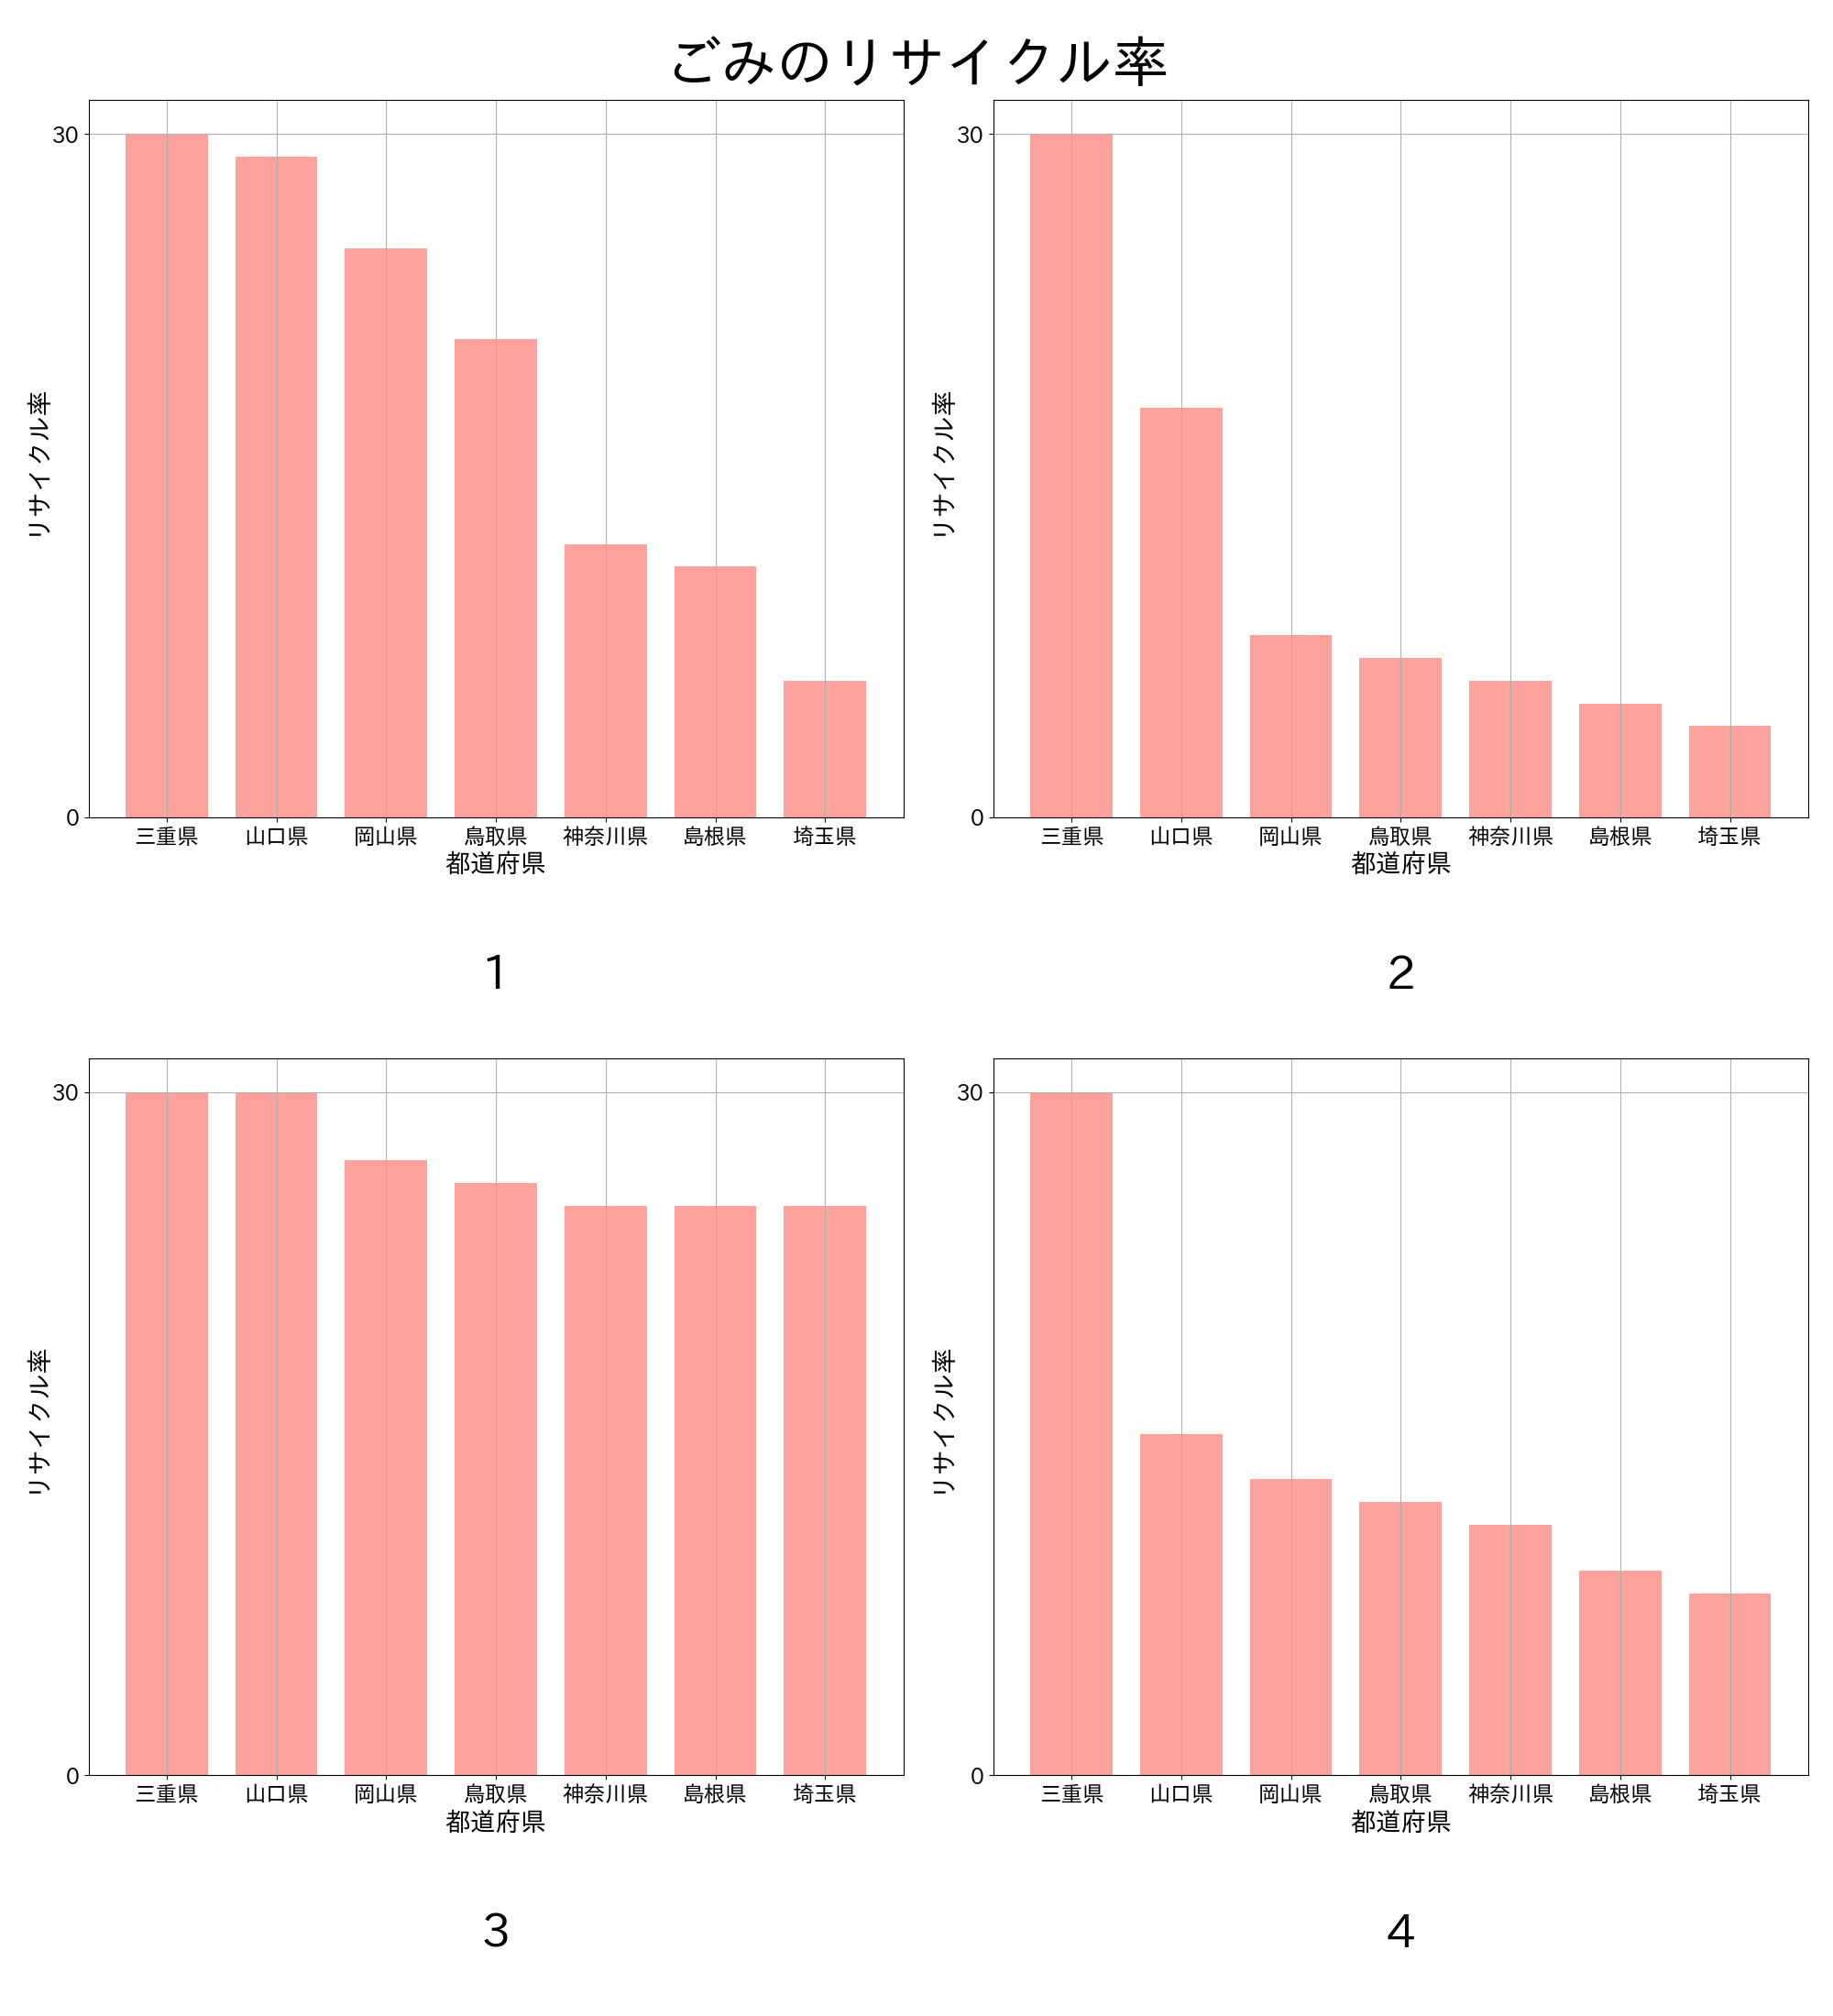 ごみのリサイクル率
30
0
リサイクル率
三重県 山口県 岡山県 鳥取県 神奈川県 島根県 埼玉県
都道府県
1
30
0
リサイクル率
三重県 山口県 岡山県 鳥取県 神奈川県 島根県 埼玉県
都道府県
2
30
0
リサイクル率
三重県 山口県 岡山県 鳥取県 神奈川県 島根県 埼玉県
都道府県
3
30
0
リサイクル率
三重県 山口県 岡山県 鳥取県 神奈川県 島根県 埼玉県
都道府県
4